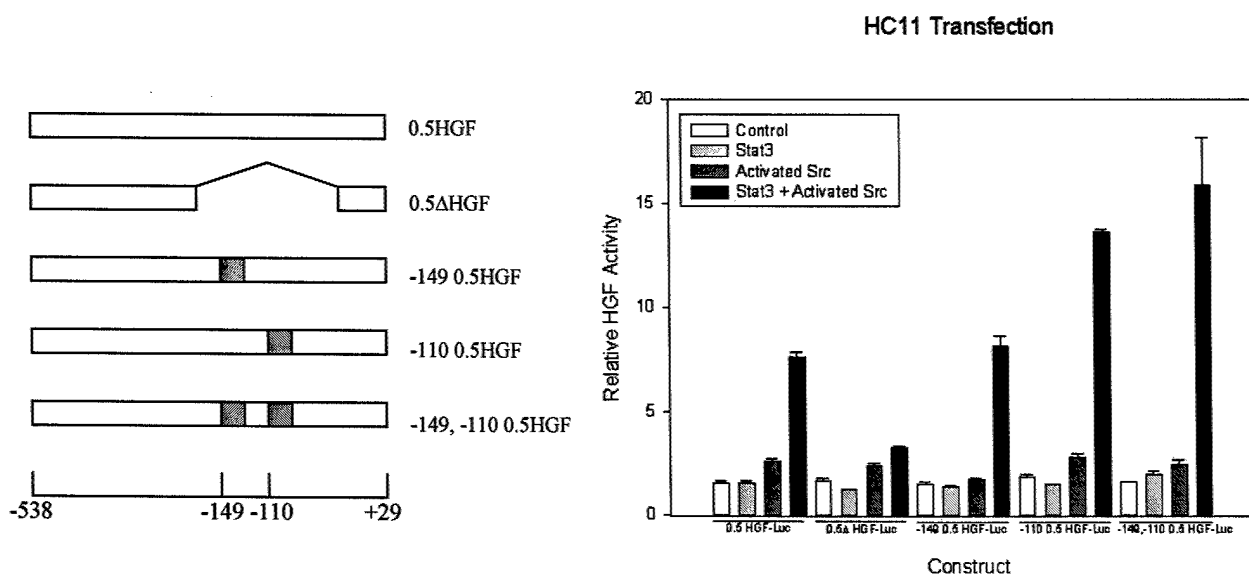 HC11 Transfection
0.5HGF
0.5ΔHGF
-149 0.5HGF
-110 0.5HGF
-149, -110 0.5HGF
-538
-149
-110
+29
Relative HGF Activity
20
15
10
5
0
Control
Stat3
Activated Src
Stat3 + Activated Src
0.5 HGF-Luc
0.5Δ HGF-Luc
-149 0.5 HGF-Luc
-110 0.5 HGF-Luc
-149,-110 0.5 HGF-Luc
Construct